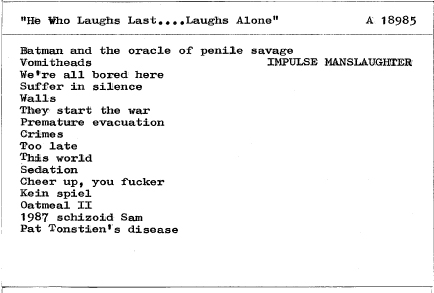 "He Who Laughs Last....Laughs Alone" A 18985
Batman and the oracle of penile savage
Vomitheads IMPULSE MANSLAUGHTER
We're all bored here
Suffer in silence
Walls
They start the war
Premature evacuation
Crimes
Too late
This world
Sedation
Cheer up, you fucker
Kein spiel
Oatmeal II
1987 schizoid Sam
Pat Tonstien's disease